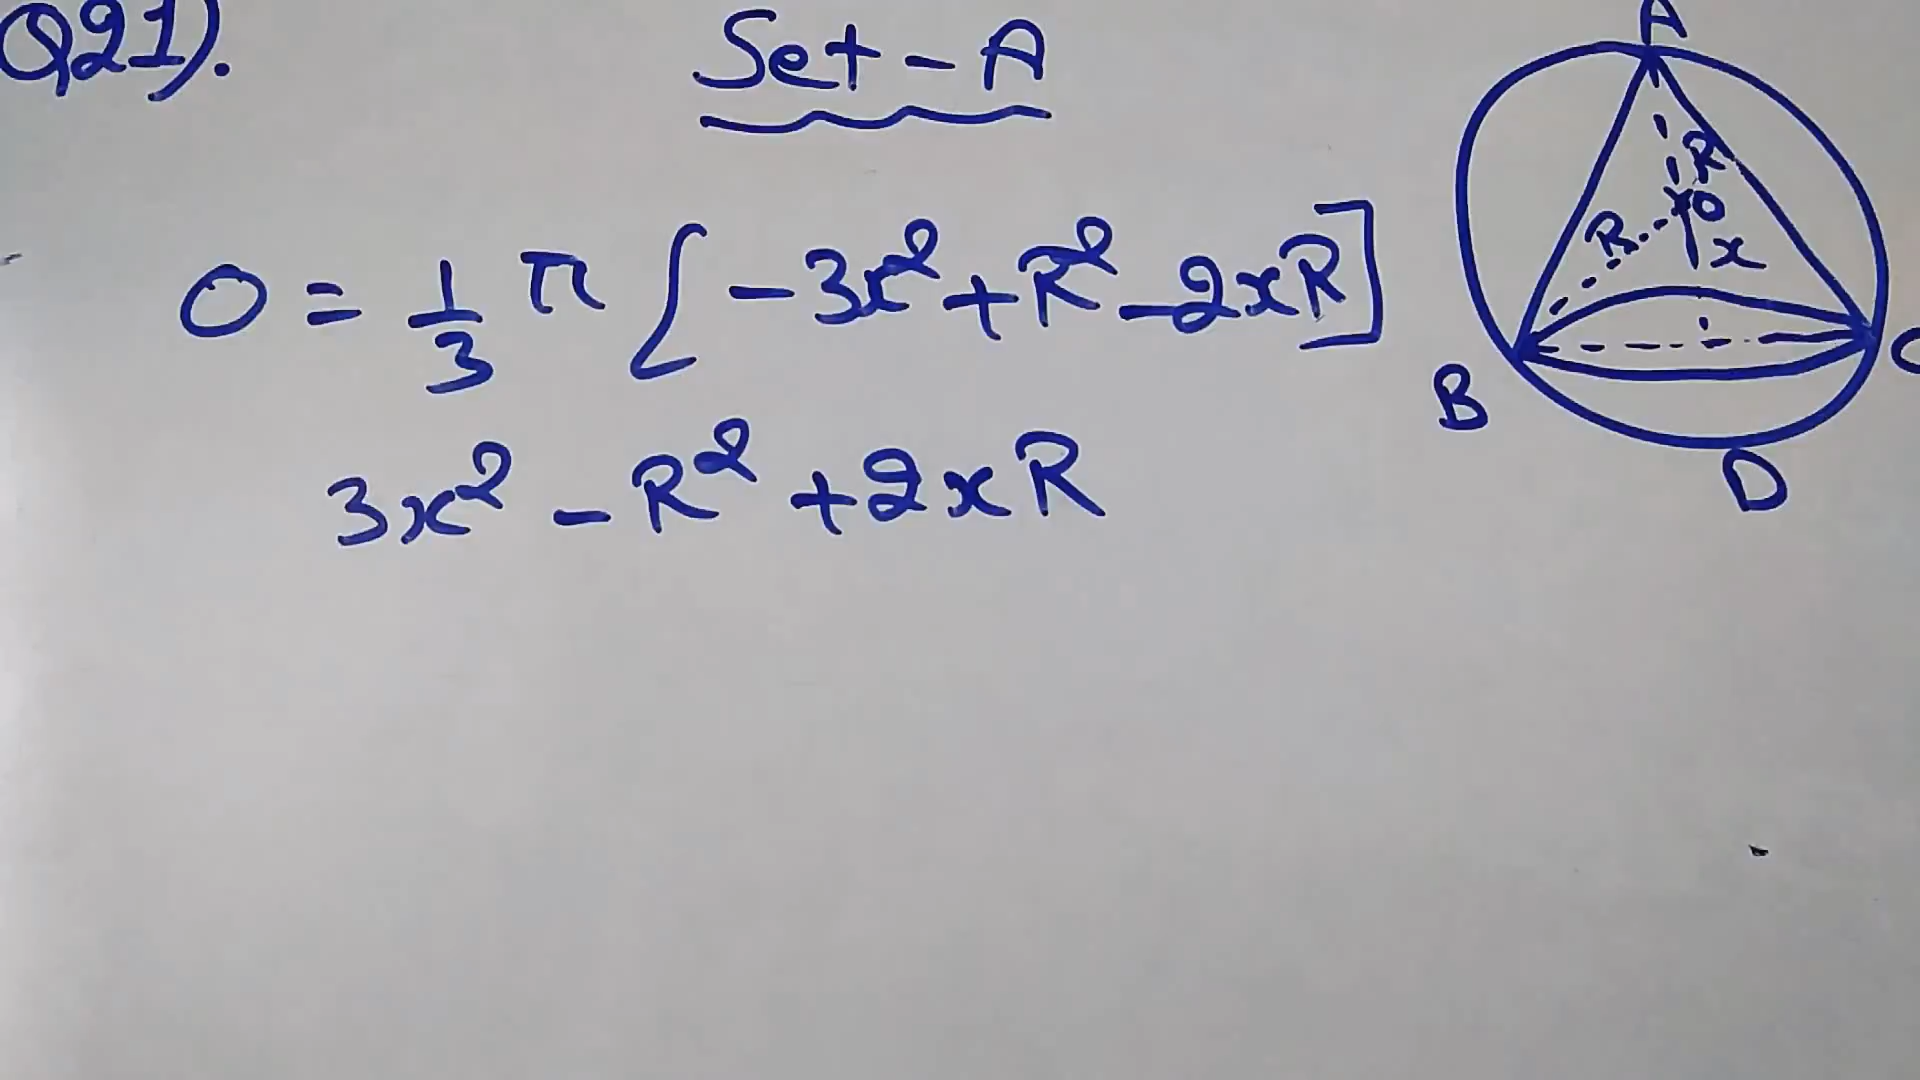 Q21).
Set - A
0 = 1/3 π [ -3x² + R² - 2xR ]
3x² - R² + 2xR
A
R
O
R
x
B
C
D